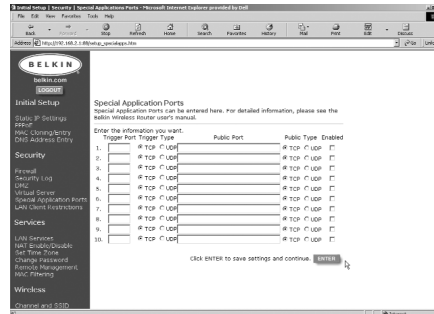 Initial Setup | Security | Special Applications Ports - Microsoft Internet Explorer provided by Dell
File Edit View Favorites Tools Help
Back Forward Stop Refresh Home Search Favorites History Mail Print Edit Discuss
Address http://192.168.2.1:88/setup_specialapps.htm Go Links
BELKIN
belkin.com
LOGOUT
Initial Setup
Static IP Settings
PPPoE
MAC Cloning/Entry
DNS Address Entry
Security
Firewall
Security Log
DMZ
Virtual Server
Special Application Ports
LAN Client Restrictions
Services
LAN Services
NAT Enable/Disable
Set Time Zone
Change Password
Remote Management
MAC Filtering
Wireless
Channel and SSID
Special Application Ports
Special Application Ports can be entered here. For detailed information, please see the
Belkin Wireless Router user's manual.
Enter the information you want.
Trigger Port Trigger Type Public Port Public Type Enabled
1. TCP UDP TCP UDP
2. TCP UDP TCP UDP
3. TCP UDP TCP UDP
4. TCP UDP TCP UDP
5. TCP UDP TCP UDP
6. TCP UDP TCP UDP
7. TCP UDP TCP UDP
8. TCP UDP TCP UDP
9. TCP UDP TCP UDP
10. TCP UDP TCP UDP
Click ENTER to save settings and continue. ENTER
Internet